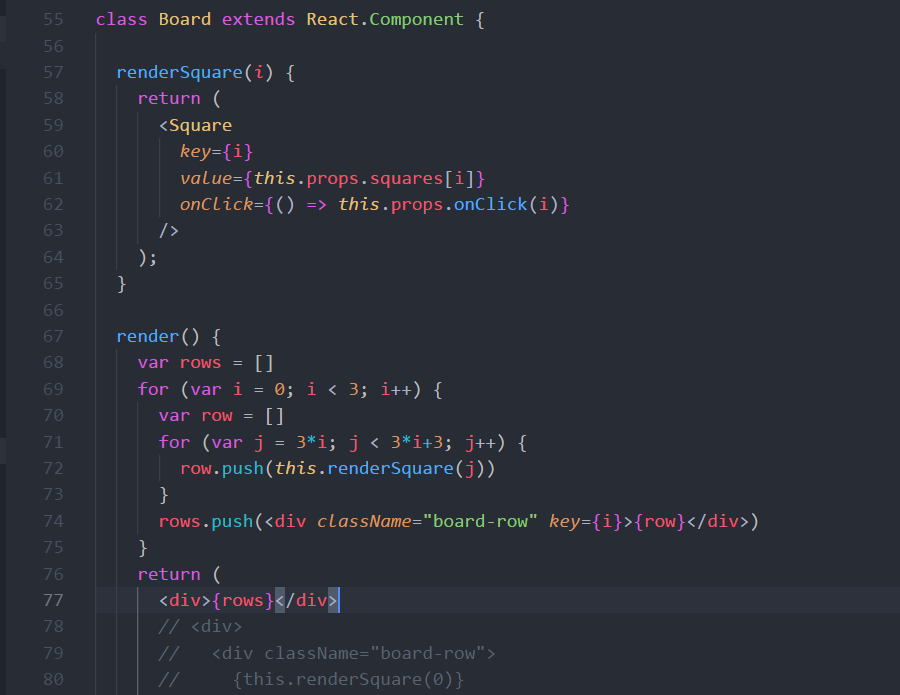 55 class Board extends React.Component {
56
57 renderSquare(i) {
58 return (
59 <Square
60 key={i}
61 value={this.props.squares[i]}
62 onClick={() => this.props.onClick(i)}
63 />
64 );
65 }
66
67 render() {
68 var rows = []
69 for (var i = 0; i < 3; i++) {
70 var row = []
71 for (var j = 3*i; j < 3*i+3; j++) {
72 row.push(this.renderSquare(j))
73 }
74 rows.push(<div className="board-row" key={i}>{row}</div>)
75 }
76 return (
77 <div>{rows}</div>
78 // <div>
79 // <div className="board-row">
80 // {this.renderSquare(0)}